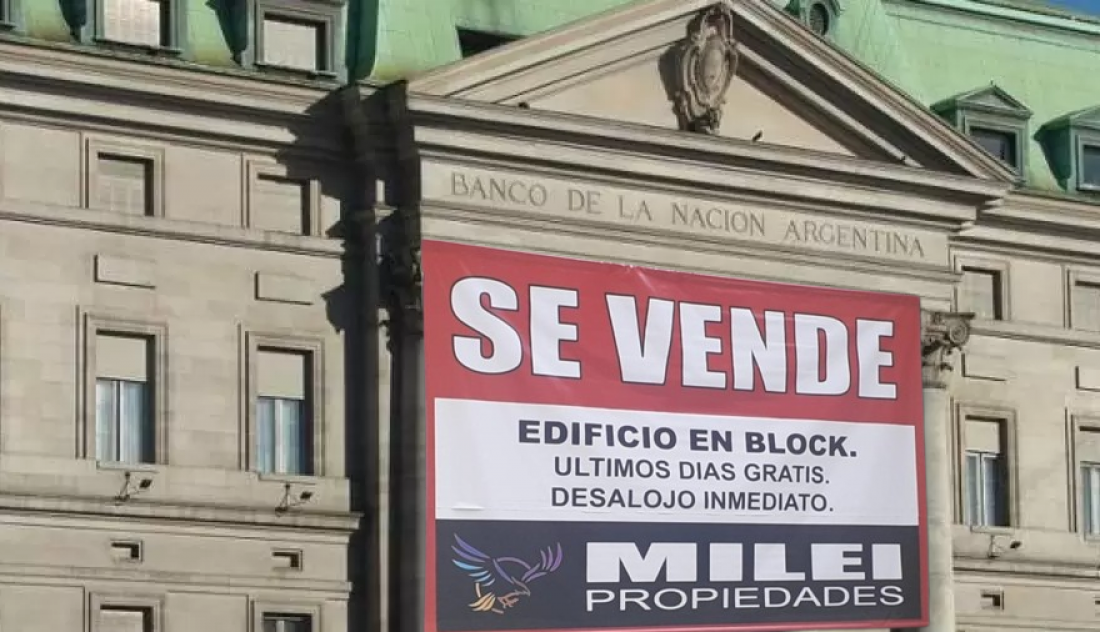 BANCO DE LA NACION ARGENTINA
SE VENDE
EDIFICIO EN BLOCK.
ULTIMOS DIAS GRATIS.
DESALOJO INMEDIATO.
MILEI
PROPIEDADES